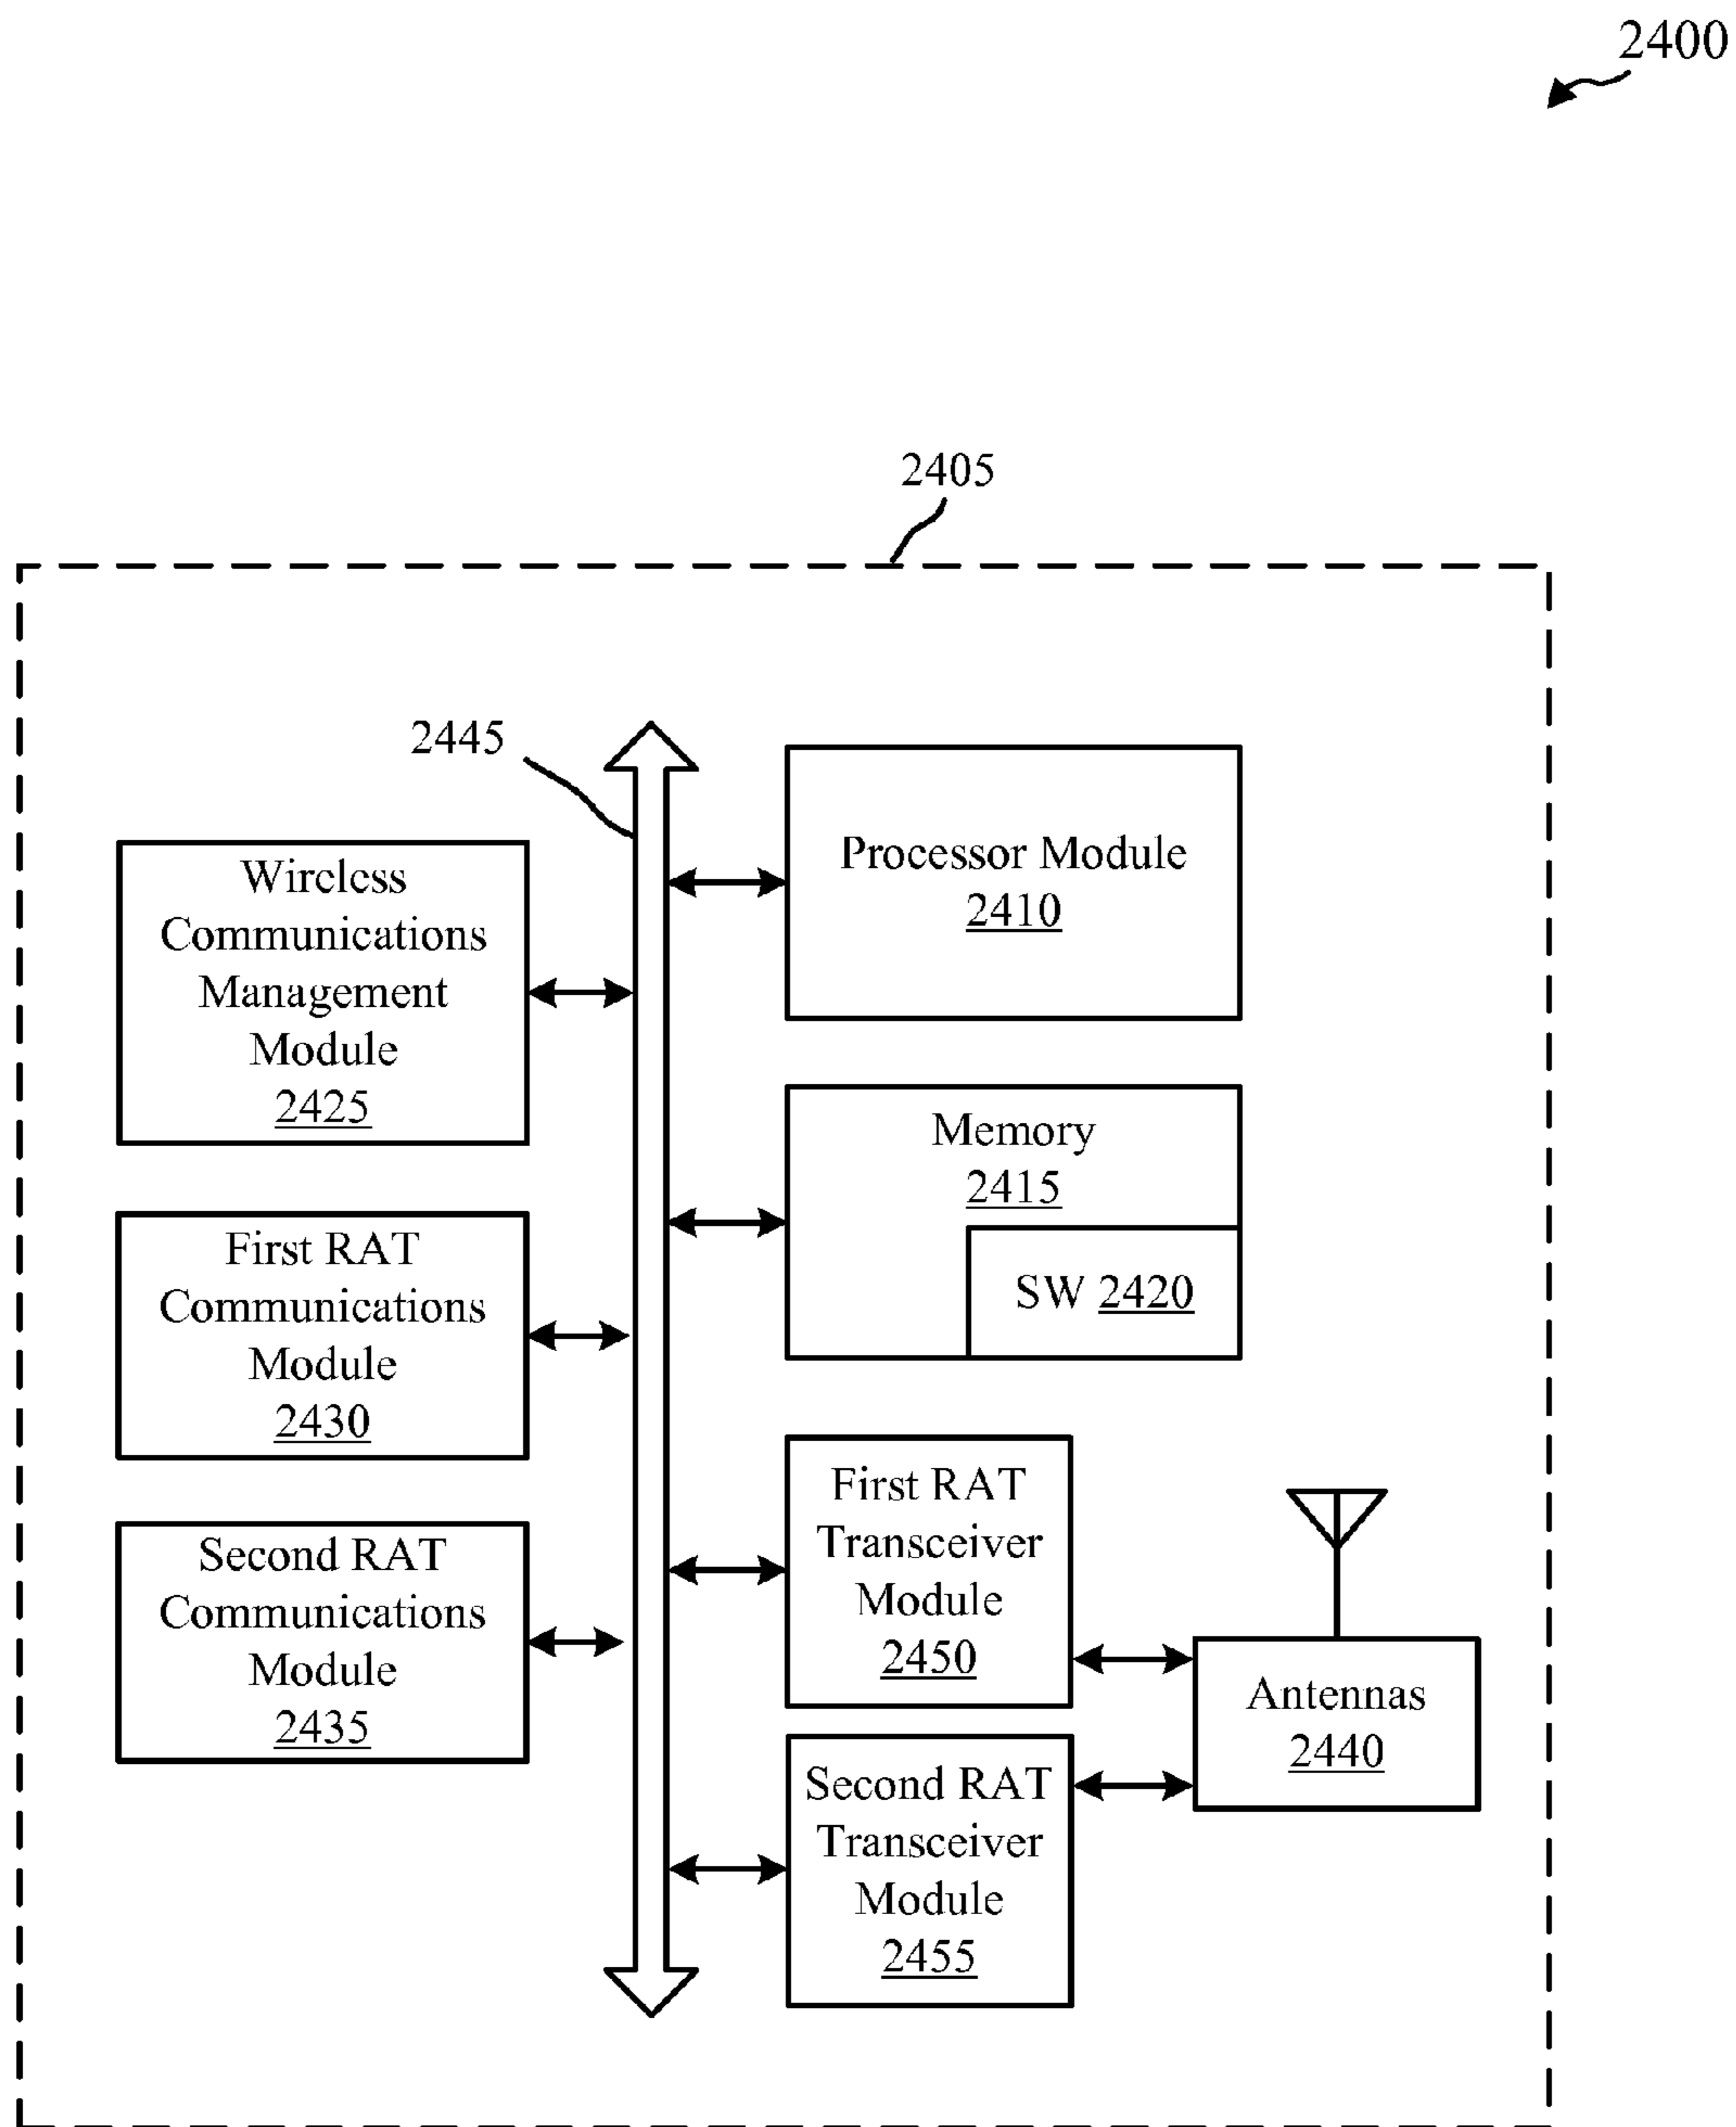 2400
2405
2445
Processor Module
2410
Wireless
Communications
Management
Module
2425
Memory
2415
SW 2420
First RAT
Communications
Module
2430
First RAT
Transceiver
Module
2450
Second RAT
Communications
Module
2435
Antennas
2440
Second RAT
Transceiver
Module
2455